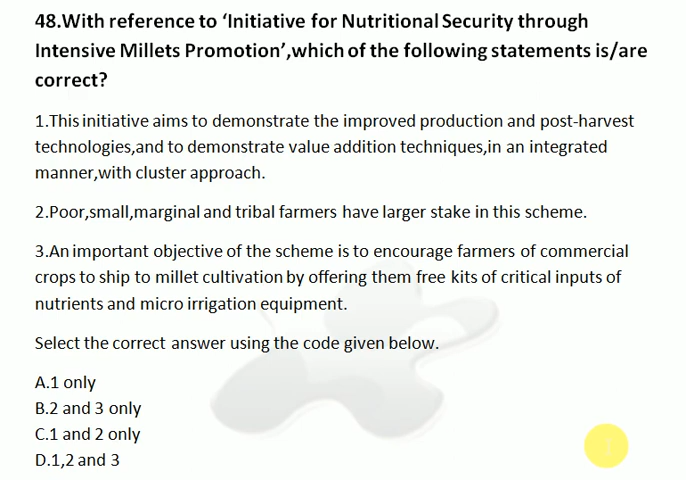 48.With reference to ‘Initiative for Nutritional Security through
Intensive Millets Promotion’,which of the following statements is/are
correct?
1.This initiative aims to demonstrate the improved production and post-harvest
technologies,and to demonstrate value addition techniques,in an integrated
manner,with cluster approach.
2.Poor,small,marginal and tribal farmers have larger stake in this scheme.
3.An important objective of the scheme is to encourage farmers of commercial
crops to ship to millet cultivation by offering them free kits of critical inputs of
nutrients and micro irrigation equipment.
Select the correct answer using the code given below.
A.1 only
B.2 and 3 only
C.1 and 2 only
D.1,2 and 3